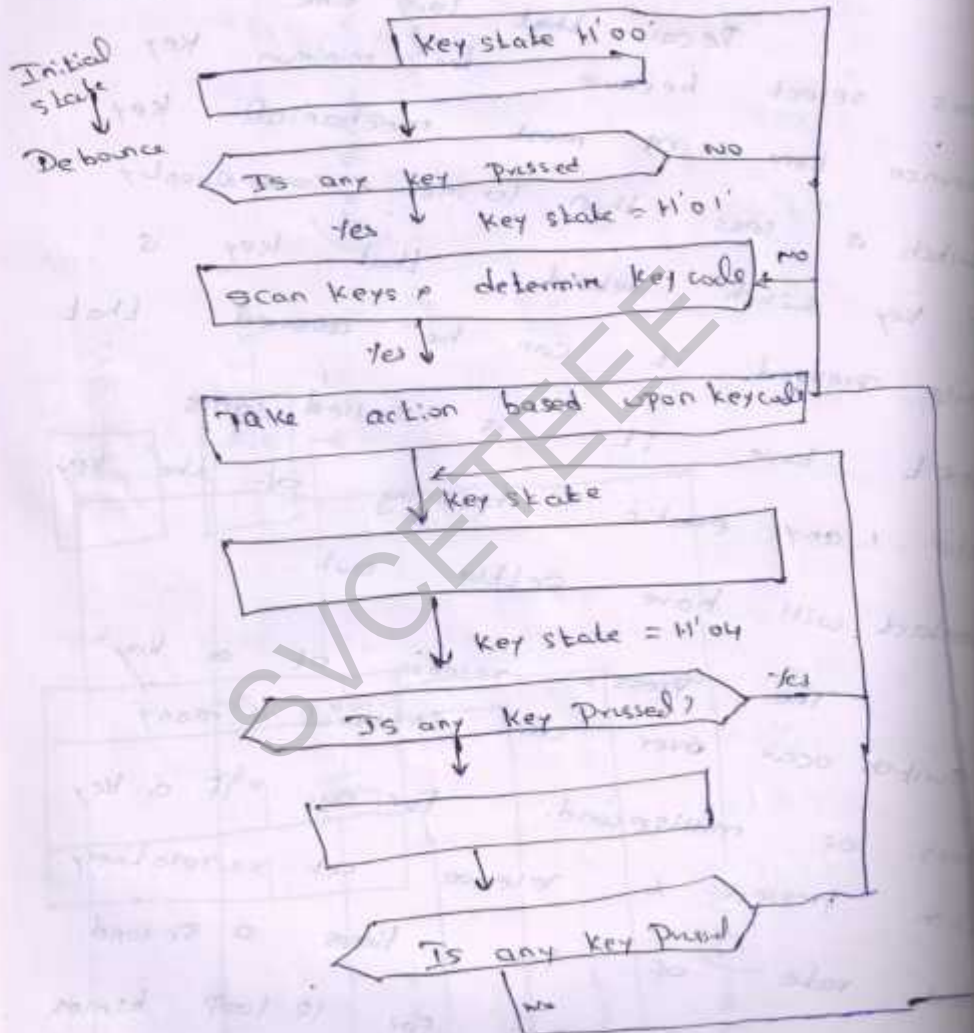 Key state H'00'
Initial
state
Debounce
Is any key Pressed
NO
Yes
Key state = H'01'
Scan Keys & determin key code
NO
Yes
Take action based upon keycode
Key state
Key state = H'04
Is any Key Pressed?
Yes
Is any key Pressed
No
SVCETEEE